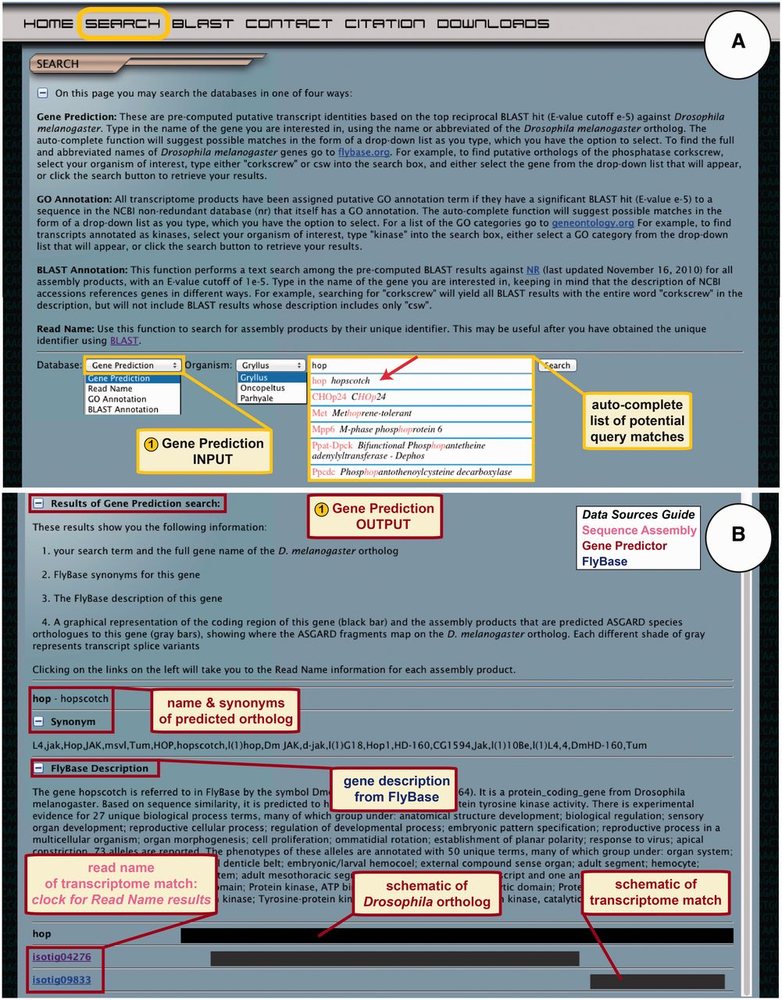 HOME SEARCH BLAST CONTACT CITATION DOWNLOADS
A
SEARCH
On this page you may search the databases in one of four ways:
Gene Prediction: These are pre-computed putative transcript identities based on the top reciprocal BLAST hit (E-value cutoff e-5) against Drosophila
melanogaster. Type in the name of the gene you are interested in, using the name or abbreviated of the Drosophila melanogaster ortholog. The
auto-complete function will suggest possible matches in the form of a drop-down list as you type, which you have the option to select. To find the full
and abbreviated names of Drosophila melanogaster genes go to flybase.org. For example, to find putative orthologs of the phosphatase corkscrew,
select your organism of interest, type either "corkscrew" or csw into the search box, and either select the gene from the drop-down list that will appear,
or click the search button to retrieve your results.
GO Annotation: All transcriptome products have been assigned putative GO annotation term if they have a significant BLAST hit (E-value e-5) to a
sequence in the NCBI non-redundant database (nr) that itself has a GO annotation. The auto-complete function will suggest possible matches in the
form of a drop-down list as you type, which you have the option to select. For a list of the GO categories go to geneontology.org For example, to find
transcripts annotated as kinases, select your organism of interest, type "kinase" into the search box, either select a GO category from the drop-down
list that will appear, or click the search button to retrieve your results.
BLAST Annotation: This function performs a text search among the pre-computed BLAST results against NR (last updated November 16, 2010) for all
assembly products, with an E-value cutoff of 1e-5. Type in the name of the gene you are interested in, keeping in mind that the description of NCBI
accessions references genes in different ways. For example, searching for "corkscrew" will yield all BLAST results with the entire word "corkscrew" in the
description, but will not include BLAST results whose description includes only "csw".
Read Name: Use this function to search for assembly products by their unique identifier. This may be useful after you have obtained the unique
identifier using BLAST.
Database: Gene Prediction Organism: Gryllus hop Search
Gene Prediction
Read Name
GO Annotation
BLAST Annotation
Gryllus
Oncopeltus
Parhyale
hop hopscotch
CHOp24 CHOp24
Met Methoprene-tolerant
Mpp6 M-phase phosphoprotein 6
Ppat-Dpck Bifunctional Phosphopantetheine
adenylyltransferase - Dephos
Ppcdc Phosphopantothenoylcysteine decarboxylase
auto-complete
list of potential
query matches
1 Gene Prediction
INPUT
Results of Gene Prediction search:
1 Gene Prediction
OUTPUT
Data Sources Guide
Sequence Assembly
Gene Predictor
FlyBase
B
These results show you the following information:
1. your search term and the full gene name of the D. melanogaster ortholog
2. FlyBase synonyms for this gene
3. The FlyBase description of this gene
4. A graphical representation of the coding region of this gene (black bar) and the assembly products that are predicted ASGARD species
orthologues to this gene (gray bars), showing where the ASGARD fragments map on the D. melanogaster ortholog. Each different shade of gray
represents transcript splice variants
Clicking on the links on the left will take you to the Read Name information for each assembly product.
hop - hopscotch
name & synonyms
of predicted ortholog
Synonym
L4,jak,Hop,JAK,msvl,Tum,HOP,hopscotch,l(1)hop,Dm JAK,d-jak,l(1)G18,Hop1,HD-160,CG1594,Jak,l(1)10Be,l(1)L4,4,DmHD-160,Tum
FlyBase Description
gene description
from FlyBase
The gene hopscotch is referred to in FlyBase by the symbol 64). It is a protein_coding_gene from Drosophila
melanogaster. Based on sequence similarity, it is predicted to tyrosine kinase activity. There is experimental
evidence for 27 unique biological process terms, many of which group under: anatomical structure development; biological regulation; sensory
organ development; reproductive cellular process; regulation of developmental process; embryonic pattern specification; reproductive process in a
multicellular organism; organ morphogenesis; cell proliferation; ommatidial rotation; establishment of planar polarity; response to virus; apical
constriction. 73 alleles are reported. The phenotypes of these alleles are annotated with 50 unique terms, many of which group under: organ system;
denticle belt; embryonic/larval hemocoel; external compound sense organ; adult segment; hemocyte;
adult mesothoracic and one
Protein kinase, ATP domain;
kinase; kinase,
read name
of transcriptome match:
clock for Read Name results
schematic of
Drosophila ortholog
schematic of
transcriptome match
hop
isotig04276
isotig09833